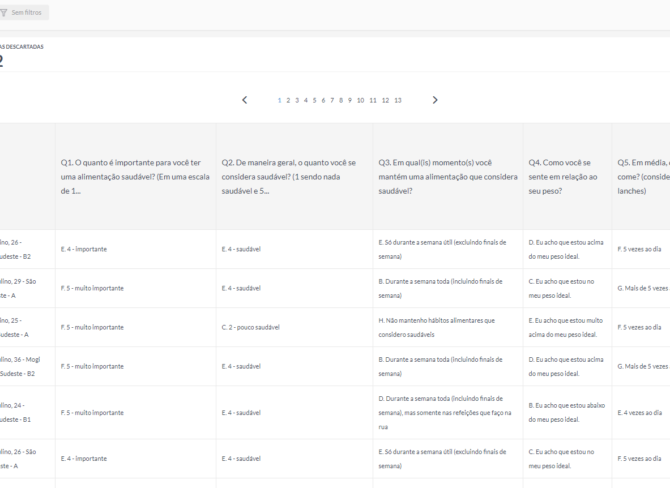 Sem filtros
AS DESCARTADAS
2
1 2 3 4 5 6 7 8 9 10 11 12 13
Q1. O quanto é importante para você ter
uma alimentação saudável? (Em uma escala
de 1...
Q2. De maneira geral, o quanto você se
considera saudável? (1 sendo nada
saudável e 5...
Q3. Em qual(is) momento(s) você
mantém uma alimentação que considera
saudável?
Q4. Como você se
sente em relação ao
seu peso?
Q5. Em média,
come? (conside
lanches)
ino, 26 -
udeste - B2
E. 4 - importante
E. 4 - saudável
E. Só durante a semana útil (excluindo finais de
semana)
D. Eu acho que estou acima
do meu peso ideal.
F. 5 vezes ao dia
lino, 29 - São
ste - A
F. 5 - muito importante
E. 4 - saudável
B. Durante a semana toda (incluindo finais de
semana)
C. Eu acho que estou no
meu peso ideal.
G. Mais de 5 vezes
ino, 25 -
udeste - A
F. 5 - muito importante
C. 2 - pouco saudável
H. Não mantenho hábitos alimentares que
considero saudáveis
E. Eu acho que estou muito
acima do meu peso ideal.
F. 5 vezes ao dia
lino, 36 - Mogi
Sudeste - B2
F. 5 - muito importante
E. 4 - saudável
B. Durante a semana toda (incluindo finais de
semana)
D. Eu acho que estou acima
do meu peso ideal.
G. Mais de 5 vezes
lino, 24 -
udeste - B1
F. 5 - muito importante
E. 4 - saudável
D. Durante a semana toda (incluindo finais de
semana), mas somente nas refeições que faço na
rua
B. Eu acho que estou abaixo
do meu peso ideal.
E. 4 vezes ao dia
lino, 26 - São
ste - A
E. 4 - importante
E. 4 - saudável
E. Só durante a semana útil (excluindo finais de
semana)
C. Eu acho que estou no
meu peso ideal.
F. 5 vezes ao dia